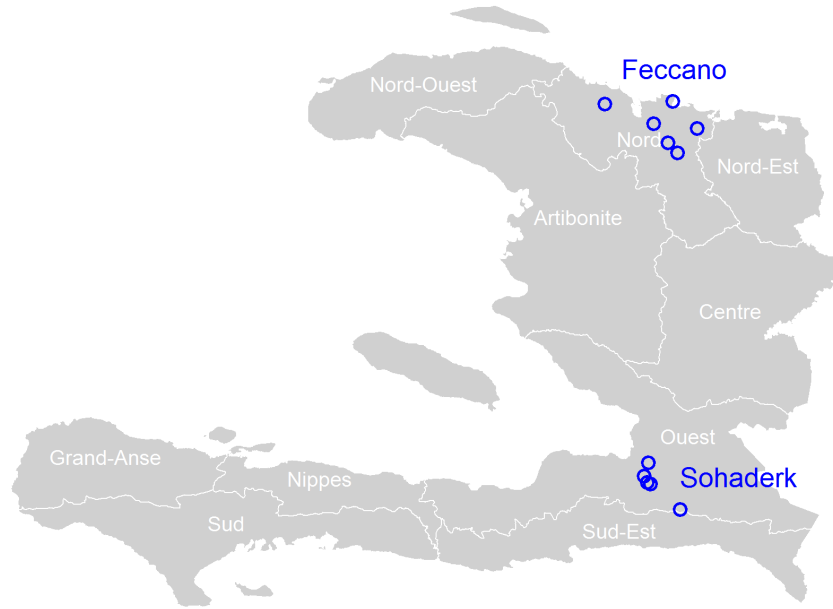 Feccano
Nord-Ouest
Nord
Nord-Est
Artibonite
Centre
Ouest
Grand-Anse
Nippes
Sohaderk
Sud
Sud-Est